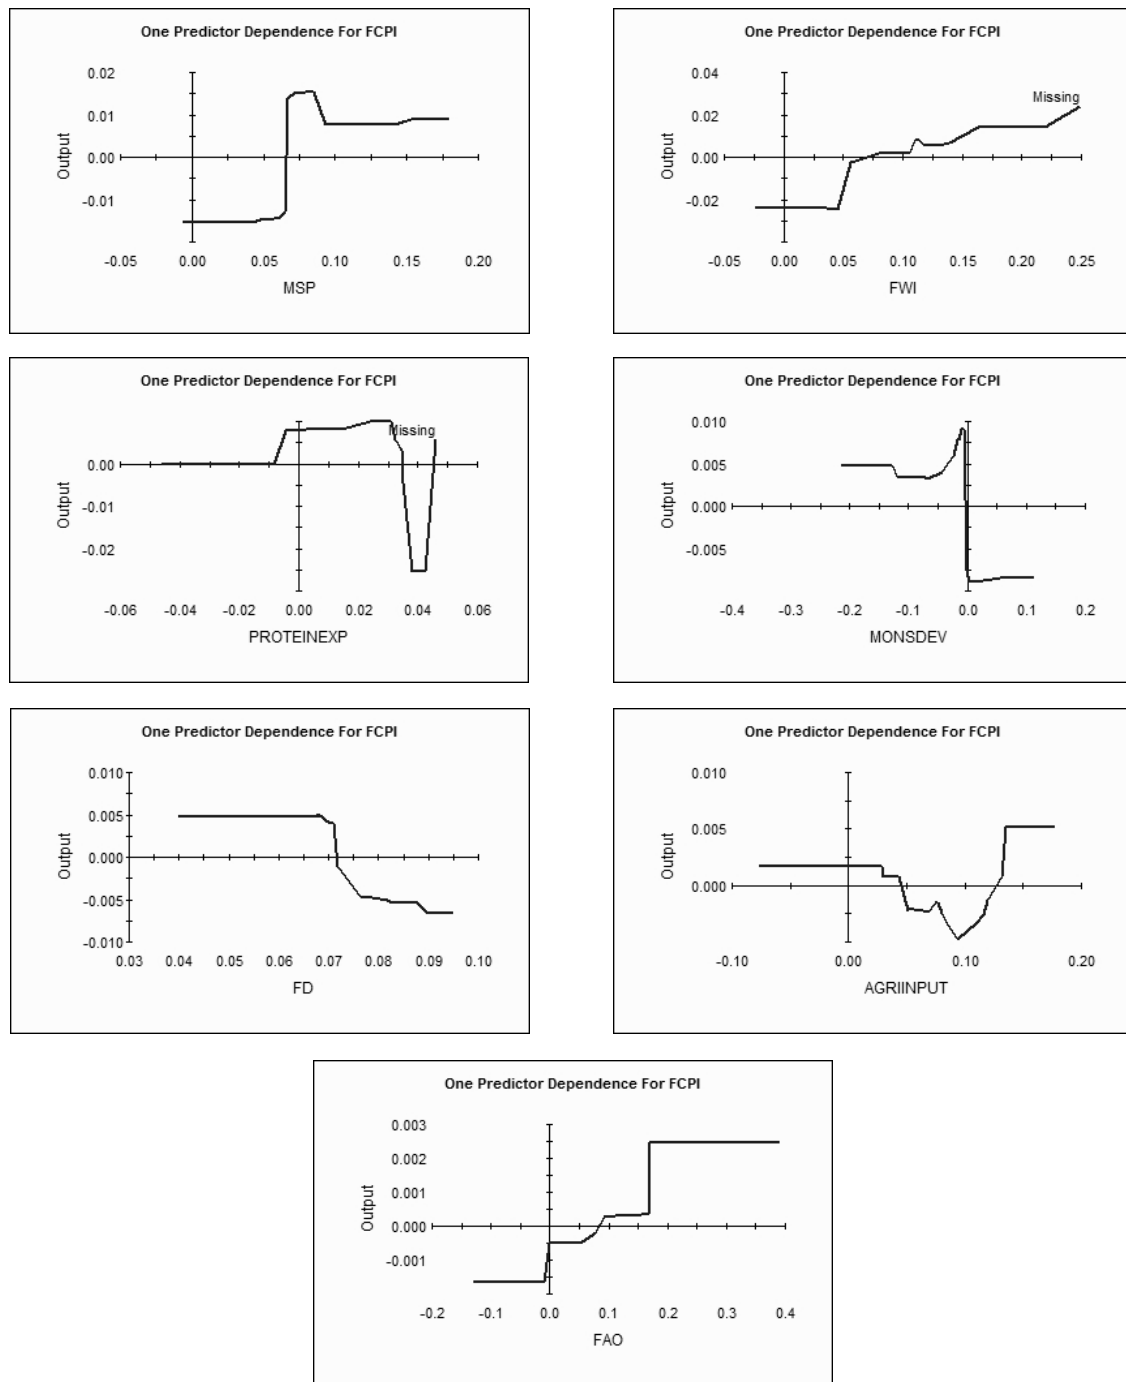 One Predictor Dependence For FCPI
Output
0.02
0.01
0.00
-0.01
-0.05 0.00 0.05 0.10 0.15 0.20
MSP
One Predictor Dependence For FCPI
Output
0.04
Missing
0.02
0.00
-0.02
-0.05 0.00 0.05 0.10 0.15 0.20 0.25
FWI
One Predictor Dependence For FCPI
Output
Missing
0.00
-0.01
-0.02
-0.06 -0.04 -0.02 0.00 0.02 0.04 0.06
PROTEINEXP
One Predictor Dependence For FCPI
Output
0.010
0.005
0.000
-0.005
-0.4 -0.3 -0.2 -0.1 0.0 0.1 0.2
MONSDEV
One Predictor Dependence For FCPI
Output
0.010
0.005
0.000
-0.005
-0.010
0.03 0.04 0.05 0.06 0.07 0.08 0.09 0.10
FD
One Predictor Dependence For FCPI
Output
0.010
0.005
0.000
-0.10 0.00 0.10 0.20
AGRIINPUT
One Predictor Dependence For FCPI
Output
0.003
0.002
0.001
0.000
-0.001
-0.2 -0.1 0.0 0.1 0.2 0.3 0.4
FAO